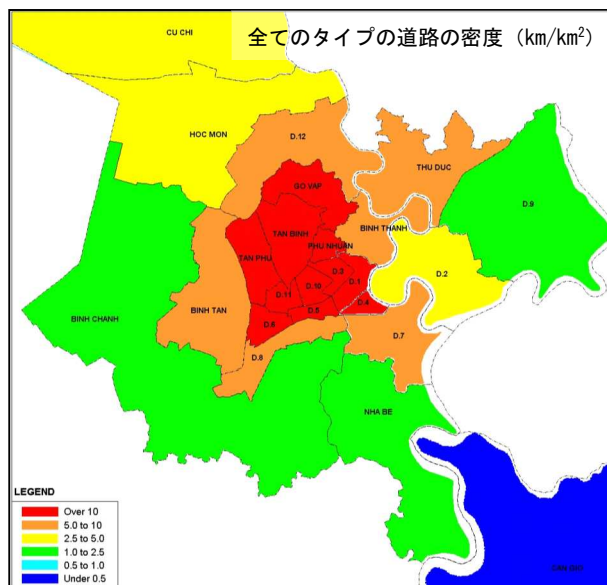 CU CHI
全てのタイプの道路の密度（km/km²）
HOC MON
D.12
THU DUC
GO VAP
D.9
TAN BINH
BINH THANH
PHU NHUAN
TAN PHU
D.3
D.2
D.1
D.10
D.11
D.4
BINH CHANH
BINH TAN
D.5
D.6
D.7
D.8
NHA BE
LEGEND
Over 10
5.0 to 10
2.5 to 5.0
1.0 to 2.5
0.5 to 1.0
Under 0.5
CAN GIO